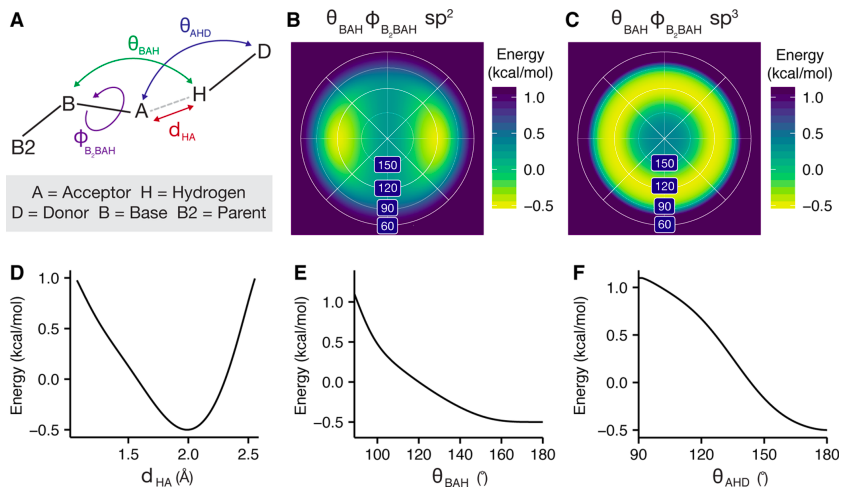 A
θBAH
θAHD
D
B
A
H
B2
ϕB₂BAH
dHA
A = Acceptor H = Hydrogen
D = Donor B = Base B2 = Parent
B
θBAH ϕB₂BAH sp²
Energy
(kcal/mol)
1.0
0.5
0.0
−0.5
150
120
90
60
C
θBAH ϕB₂BAH sp³
Energy
(kcal/mol)
1.0
0.5
0.0
−0.5
150
120
90
60
D
Energy (kcal/mol)
1.0
0.5
0.0
−0.5
1.5 2.0 2.5
dHA (Å)
E
Energy (kcal/mol)
1.0
0.5
0.0
−0.5
100 120 140 160 180
θBAH (°)
F
Energy (kcal/mol)
1.0
0.5
0.0
−0.5
90 120 150 180
θAHD (°)